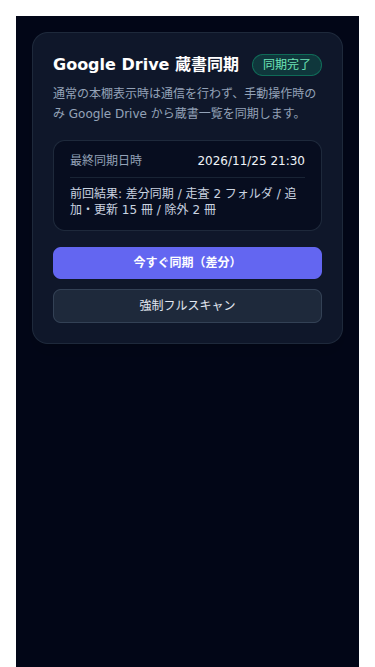 Google Drive 蔵書同期
同期完了
通常の本棚表示時は通信を行わず、手動操作時の
み Google Drive から蔵書一覧を同期します。
最終同期日時
2026/11/25 21:30
前回結果: 差分同期 / 走査 2 フォルダ / 追
加・更新 15 冊 / 除外 2 冊
今すぐ同期（差分）
強制フルスキャン